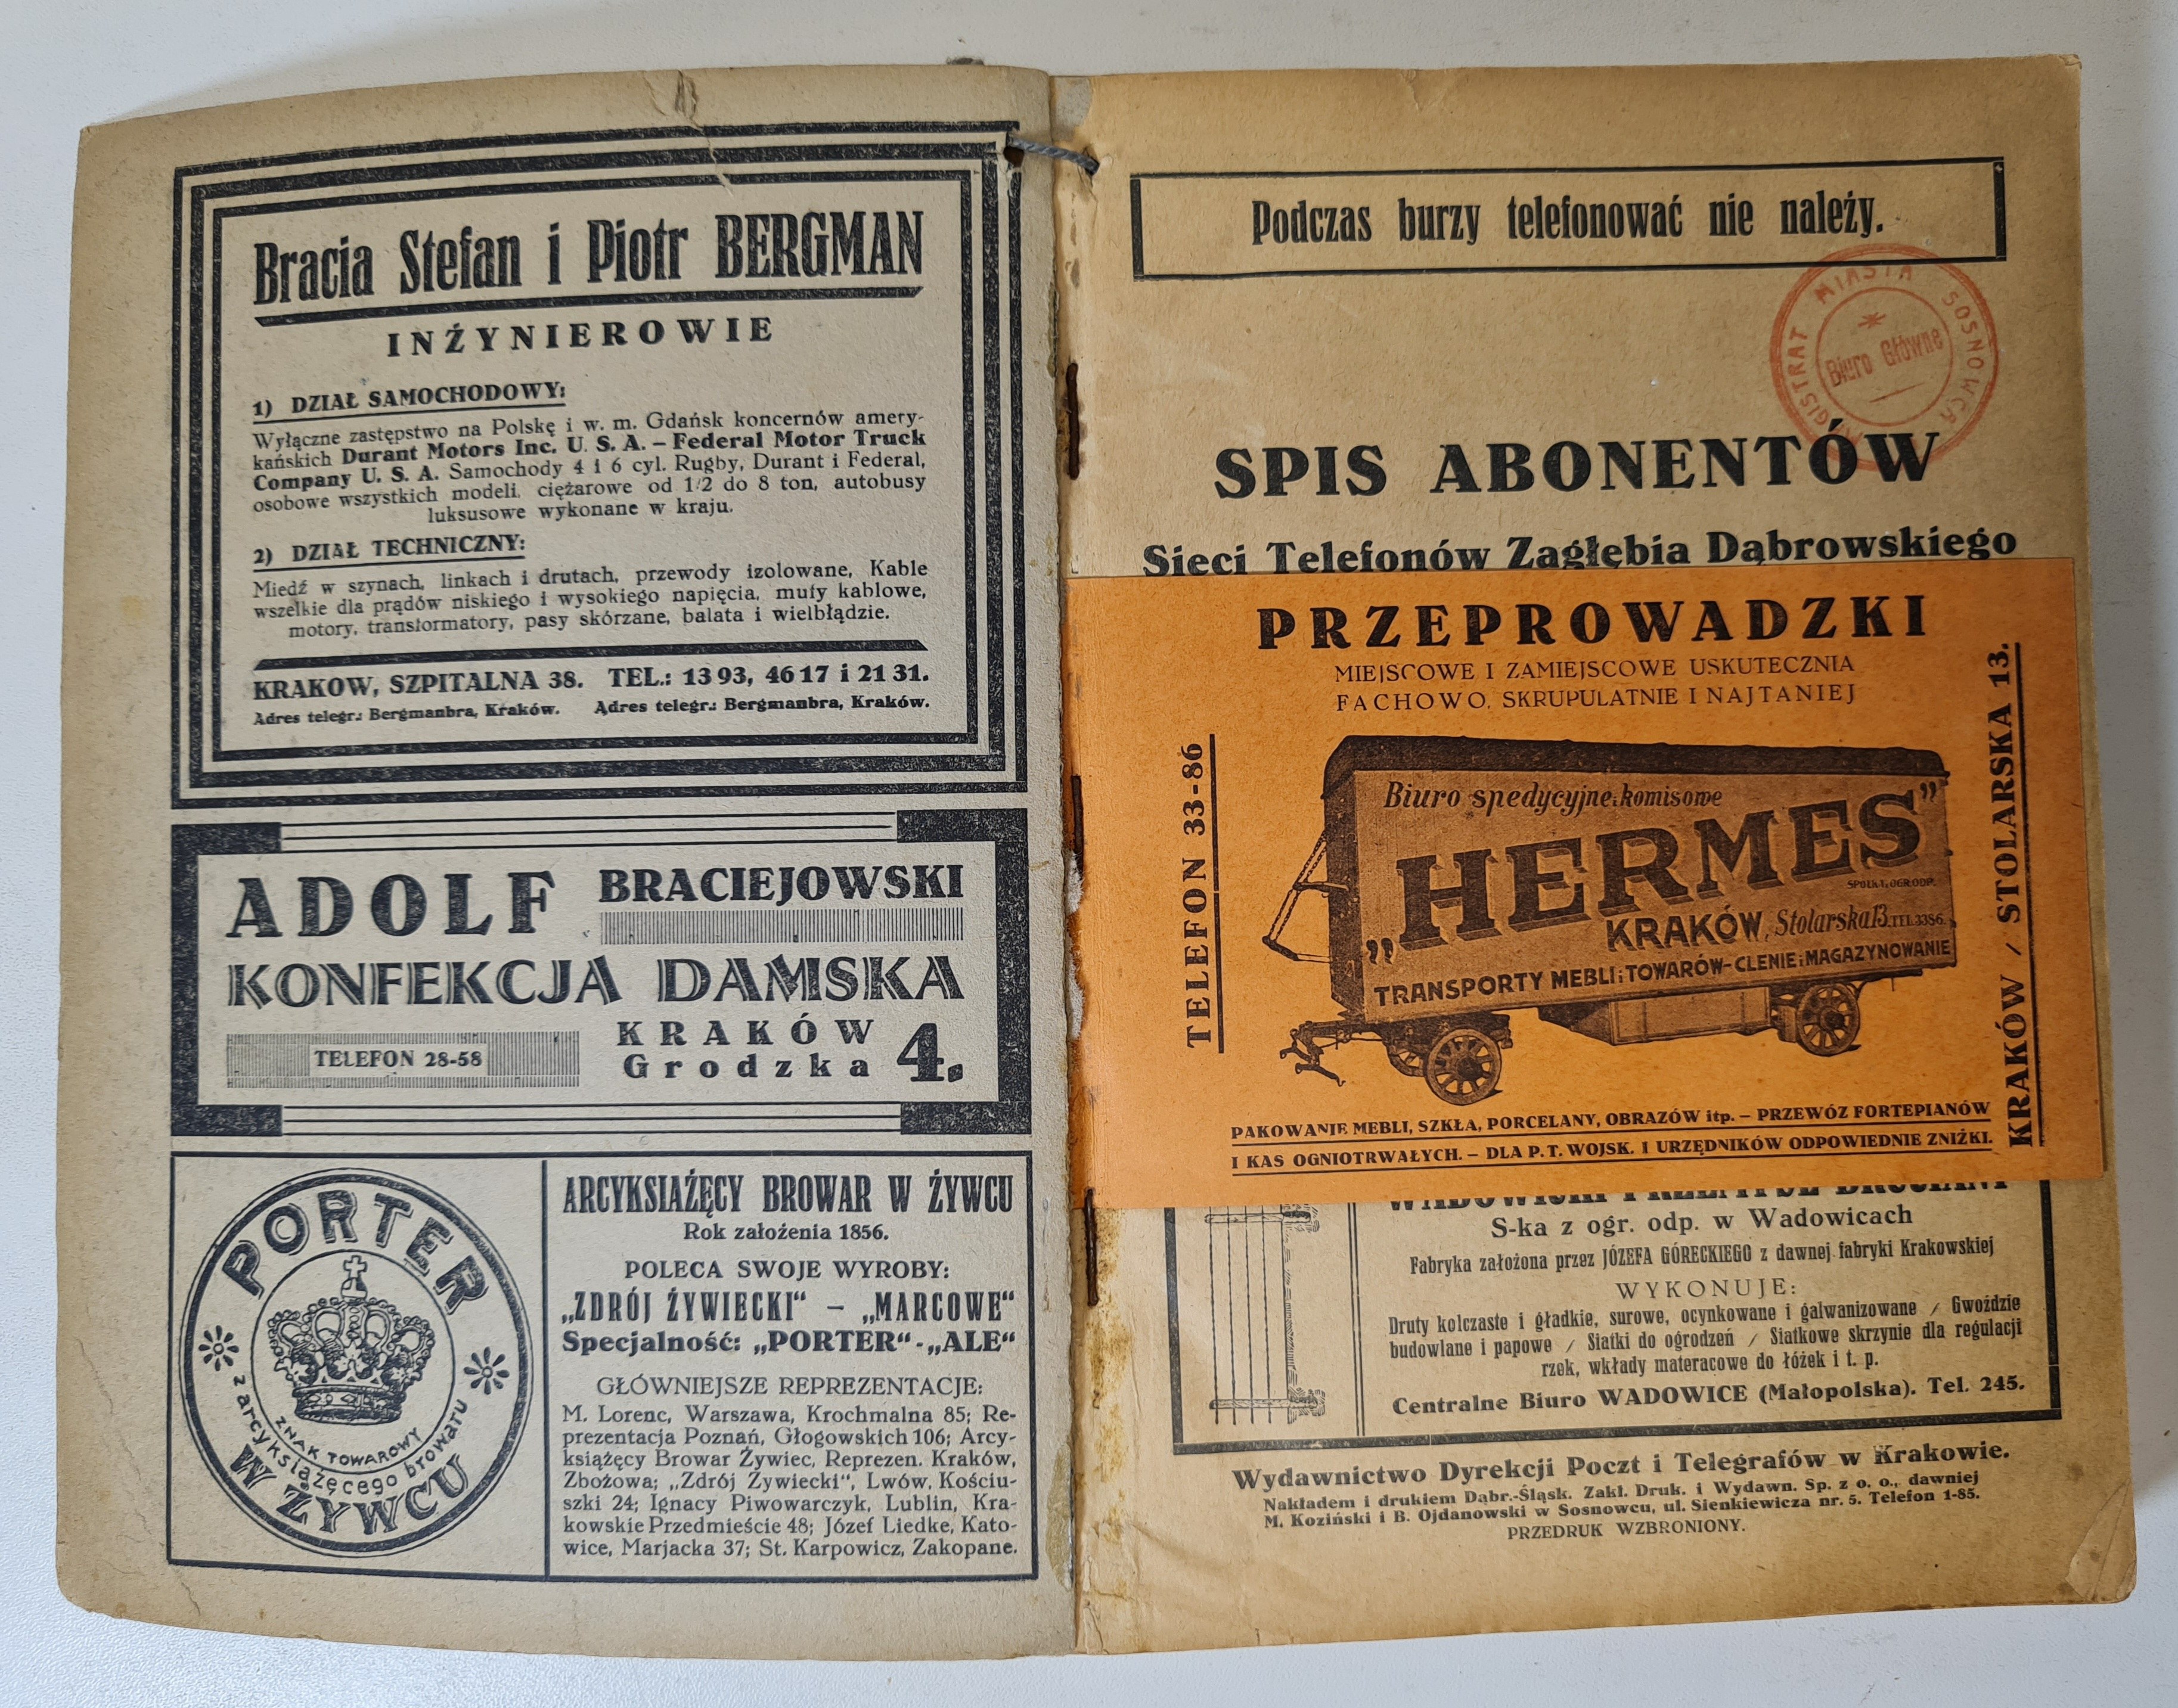 Bracia Stefan i Piotr BERGMAN
INŹYNIEROWIE
1) DZIAŁ SAMOCHODOWY:
Wyłączne zastępstwo na Polskę i w. m. Gdańsk koncernów amery-
kańskich Durant Motors Inc. U. S. A. – Federal Motor Truck
Company U. S. A. Samochody 4 i 6 cyl. Rugby, Durant i Federal,
osobowe wszystkich modeli, ciężarowe od 1/2 do 8 ton, autobusy
luksusowe wykonane w kraju.
2) DZIAŁ TECHNICZNY:
Miedź w szynach, linkach i drutach, przewody izolowane, Kable
wszelkie dla prądów niskiego i wysokiego napięcia, mufy kablowe,
motory, transformatory, pasy skórzane, balata i wielbłądzie.
KRAKOW, SZPITALNA 38. TEL.: 13 93, 46 17 i 21 31.
Adres telegr.: Bergmanbra, Kraków. Adres telegr.: Bergmanbra, Kraków.
ADOLF BRACIEJOWSKI
KONFEKCJA DAMSKA
TELEFON 28-58
KRAKÓW
Grodzka 4.
PORTER
ZNAK TOWAROWY
z arcyksiążęcego browatu
W ŻYWCU
ARCYKSIĄŻĘCY BROWAR W ŻYWCU
Rok założenia 1856.
POLECA SWOJE WYROBY:
„ZDRÓJ ŻYWIECKI“ – „MARCOWE“
Specjalność: „PORTER“-„ALE“
GŁÓWNIEJSZE REPREZENTACJE:
M. Lorenc, Warszawa, Krochmalna 85; Re-
prezentacja Poznań, Głogowskich 106; Arcy-
książęcy Browar Żywiec, Reprezen. Kraków,
Zbożowa; „Zdrój Żywiecki“, Lwów, Kościu-
szki 24; Ignacy Piwowarczyk, Lublin, Kra-
kowskie Przedmieście 48; Józef Liedke, Kato-
wice, Marjacka 37; St. Karpowicz, Zakopane.
Podczas burzy telefonować nie należy.
MAGISTRAT MIASTA SOSNOWCA
Biuro Główne
SPIS ABONENTÓW
Sieci Telefonów Zagłębia Dąbrowskiego
PRZEPROWADZKI
MIEJSCOWE I ZAMIEJSCOWE USKUTECZNIA
FACHOWO, SKRUPULATNIE I NAJTANIEJ
TELEFON 33-86
Biuro spedycyjne i komisowe
„HERMES”
SPÓŁK.Z.OGR.ODP.
KRAKÓW, Stolarska 13. TEL. 3386.
TRANSPORTY MEBLI i TOWARÓW-CLENIE i MAGAZYNOWANIE
KRAKÓW / STOLARSKA 13.
PAKOWANIE MEBLI, SZKŁA, PORCELANY, OBRAZÓW itp. – PRZEWÓZ FORTEPIANÓW
I KAS OGNIOTRWAŁYCH. – DLA P. T. WOJSK. I URZĘDNIKÓW ODPOWIEDNIE ZNIŻKI.
S-ka z ogr. odp. w Wadowicach
Fabryka założona przez JÓZEFA GÓRECKIEGO z dawnej fabryki Krakowskiej
WYKONUJE:
Druty kolczaste i gładkie, surowe, ocynkowane i galwanizowane / Gwoździe
budowlane i papowe / Siatki do ogrodzeń / Siatkowe skrzynie dla regulacji
rzek, wkłady materacowe do łóżek i t. p.
Centralne Biuro WADOWICE (Małopolska). Tel. 245.
Wydawnictwo Dyrekcji Poczt i Telegrafów w Krakowie.
Nakładem i drukiem Dąbr.-Śląsk. Zakł. Druk. i Wydawn. Sp. z o. o., dawniej
M. Koziński i B. Ojdanowski w Sosnowcu, ul. Sienkiewicza nr. 5. Telefon 1-85.
PRZEDRUK WZBRONIONY.